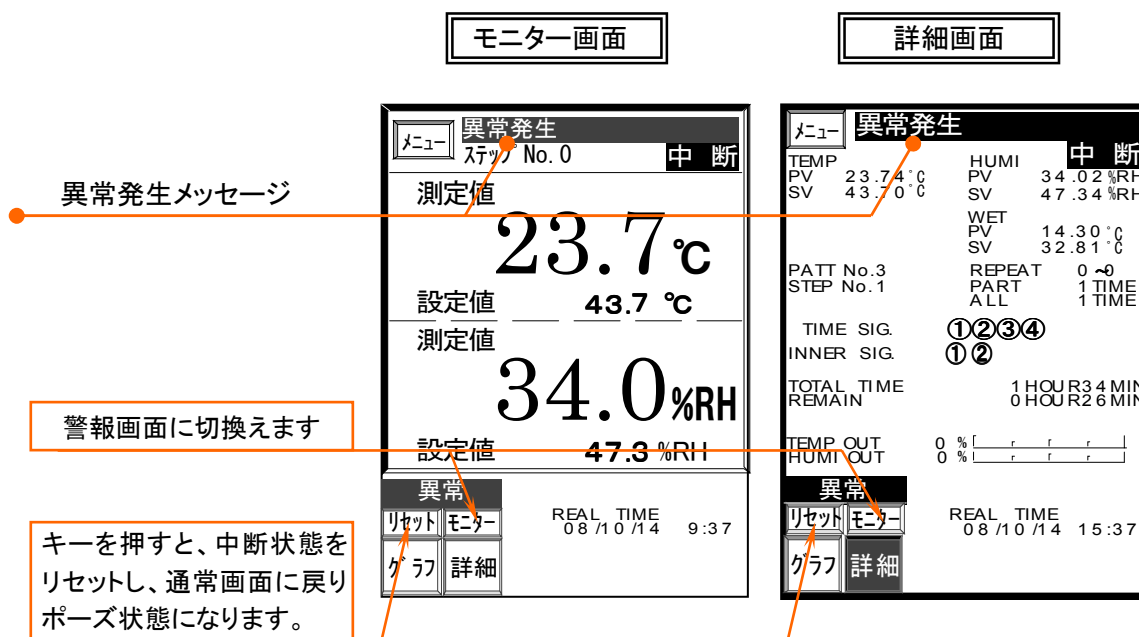 モニター画面
詳細画面
異常発生メッセージ
警報画面に切換えます
キーを押すと、中断状態を
リセットし、通常画面に戻り
ポーズ状態になります。
メニュー
異常発生
ステップ No.0
中 断
測定値
23.7℃
設定値 43.7 ℃
測定値
34.0%RH
設定値 47.3 %RH
異常
リセット モニター
グラフ 詳細
REAL TIME
08/10/14 9:37
メニュー
異常発生
中 断
TEMP HUMI
PV 23.74℃ PV 34.02%RH
SV 43.70℃ SV 47.34%RH
WET
PV 14.30℃
SV 32.81℃
PATT No.3 REPEAT 0~0
STEP No.1 PART 1TIME
ALL 1TIME
TIME SIG. ①②③④
INNER SIG. ①②
TOTAL TIME 1HOUR34MIN
REMAIN 0HOUR26MIN
TEMP OUT 0 %
HUMI OUT 0 %
異常
リセット モニター
グラフ 詳細
REAL TIME
08/10/14 15:37